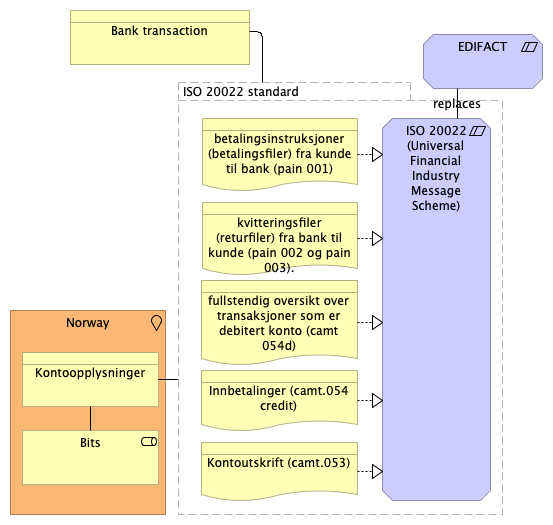 Bank transaction
EDIFACT
ISO 20022 standard
replaces
betalingsinstruksjoner
(betalingsfiler) fra kunde
til bank (pain 001)
ISO 20022
(Universal
Financial
Industry
Message
Scheme)
kvitteringsfiler
(returfiler) fra bank til
kunde (pain 002 og pain
003).
fullstendig oversikt over
transaksjoner som er
debitert konto (camt
054d)
Norway
Kontoopplysninger
Innbetalinger (camt.054
credit)
Bits
Kontoutskrift (camt.053)